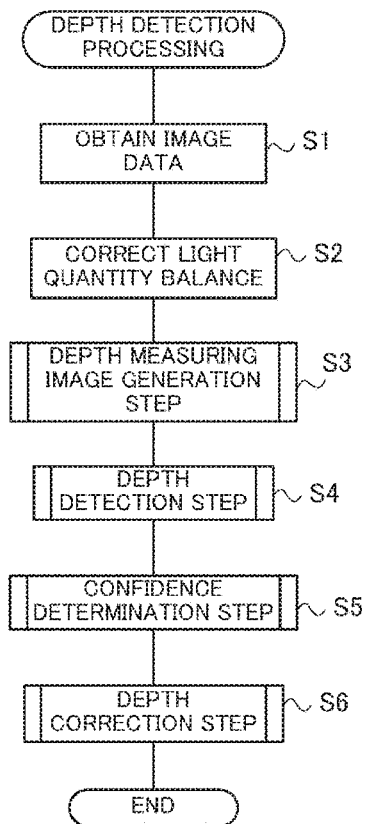 DEPTH DETECTION
PROCESSING
OBTAIN IMAGE
DATA
S1
CORRECT LIGHT
QUANTITY BALANCE
S2
DEPTH MEASURING
IMAGE GENERATION
STEP
S3
DEPTH
DETECTION STEP
S4
CONFIDENCE
DETERMINATION STEP
S5
DEPTH
CORRECTION STEP
S6
END